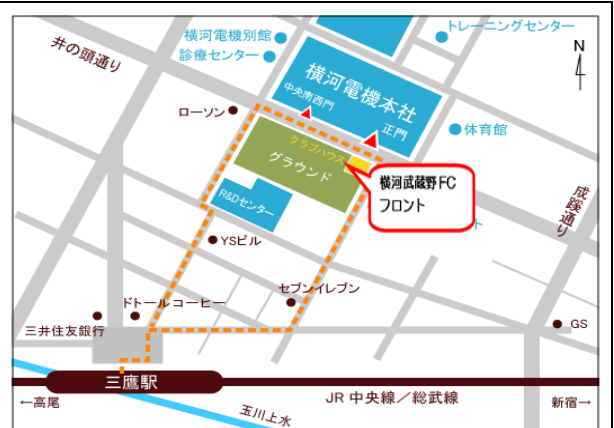 トレーニングセンター
横河電機別館
診療センター
N
井の頭通り
横河電機本社
中央南西門
正門
ローソン
体育館
クラブハウス
グラウンド
横河武蔵野FC
フロント
成蹊通り
R&Dセンター
ト
YSビル
セブンイレブン
ドトールコーヒー
三井住友銀行
GS
三鷹駅
←高尾
玉川上水
JR 中央線／総武線
新宿→